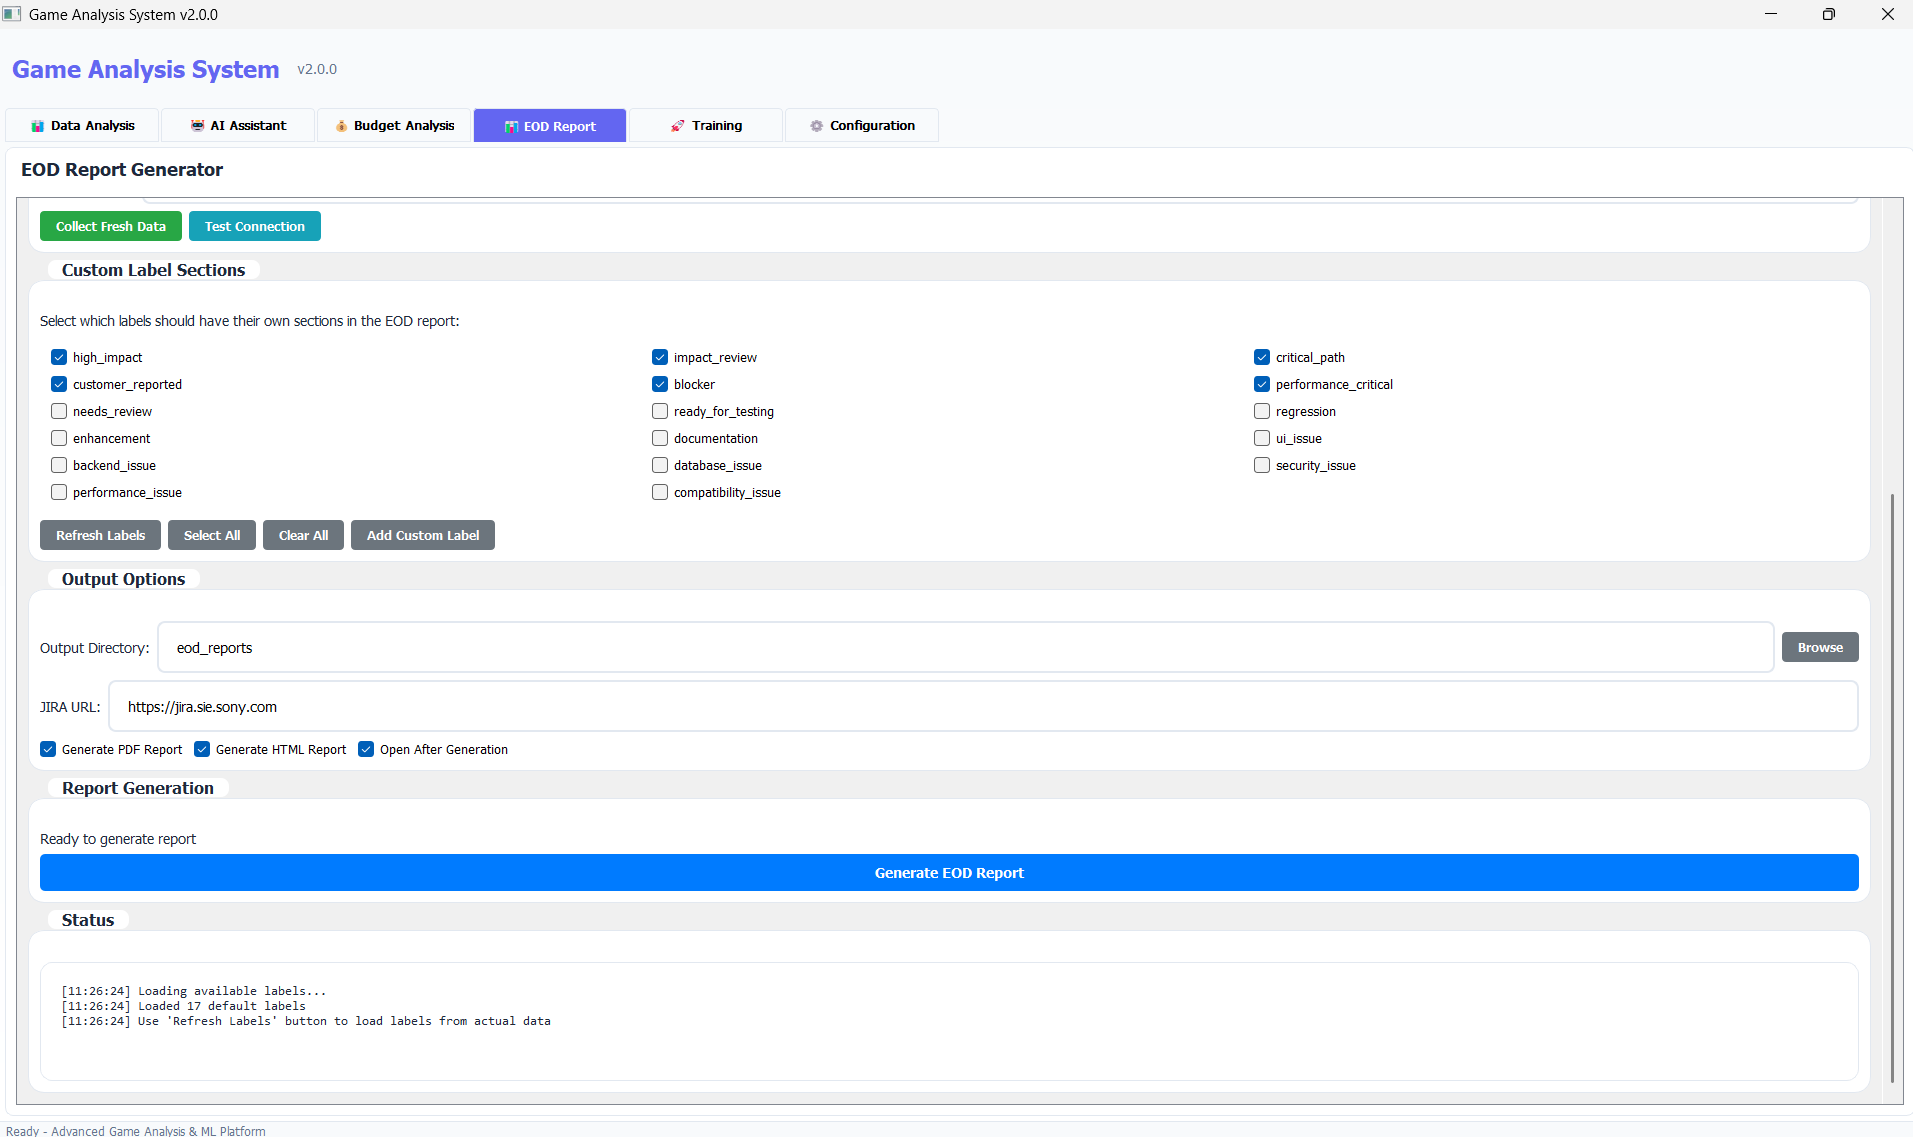 Game Analysis System v2.0.0
Game Analysis System v2.0.0
Data Analysis AI Assistant Budget Analysis EOD Report Training Configuration
EOD Report Generator
Collect Fresh Data Test Connection
Custom Label Sections
Select which labels should have their own sections in the EOD report:
high_impact impact_review critical_path
customer_reported blocker performance_critical
needs_review ready_for_testing regression
enhancement documentation ui_issue
backend_issue database_issue security_issue
performance_issue compatibility_issue
Refresh Labels Select All Clear All Add Custom Label
Output Options
Output Directory: eod_reports Browse
JIRA URL: https://jira.sie.sony.com
Generate PDF Report Generate HTML Report Open After Generation
Report Generation
Ready to generate report
Generate EOD Report
Status
[11:26:24] Loading available labels...
[11:26:24] Loaded 17 default labels
[11:26:24] Use 'Refresh Labels' button to load labels from actual data
Ready - Advanced Game Analysis & ML Platform